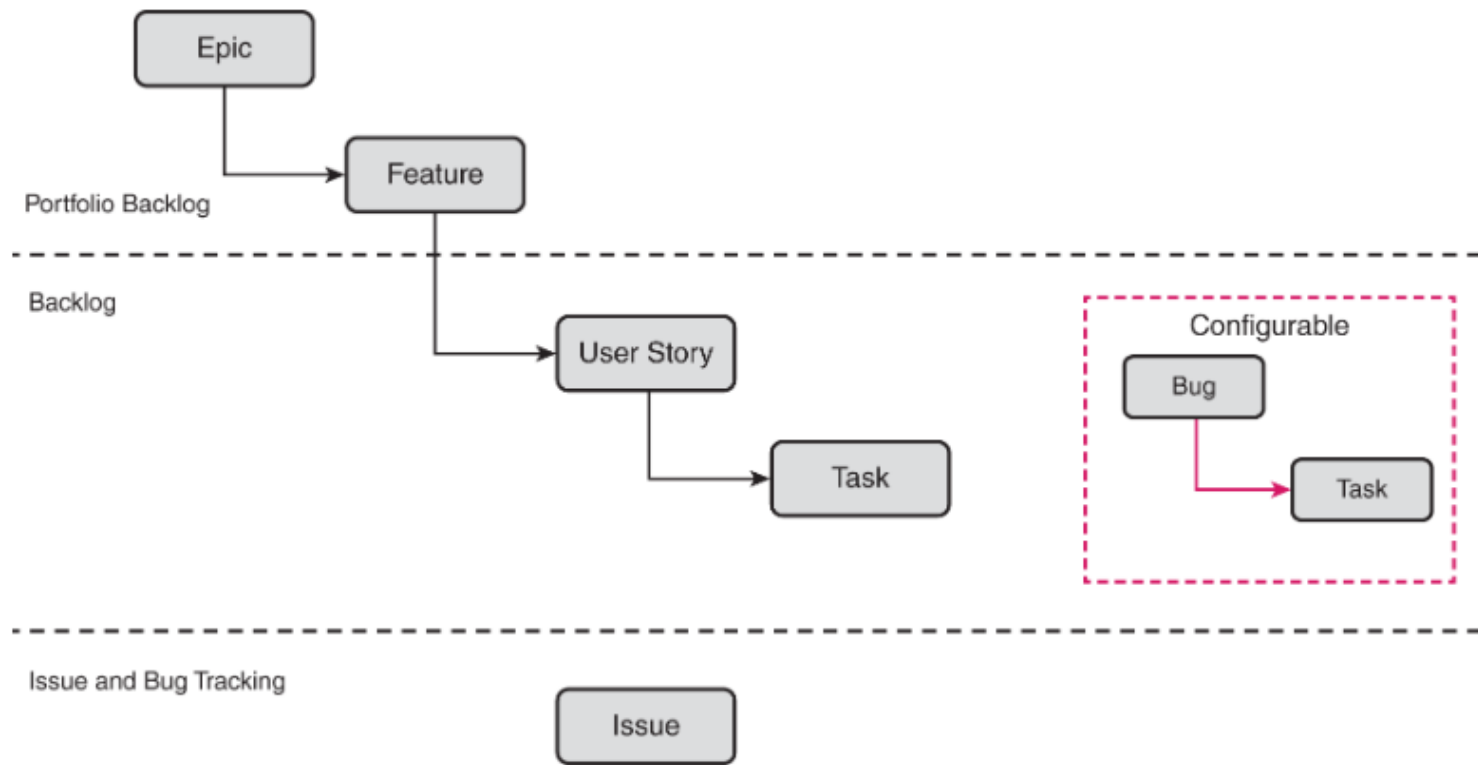 Epic
Feature
Portfolio Backlog
Backlog
Configurable
User Story
Bug
Task
Task
Issue and Bug Tracking
Issue